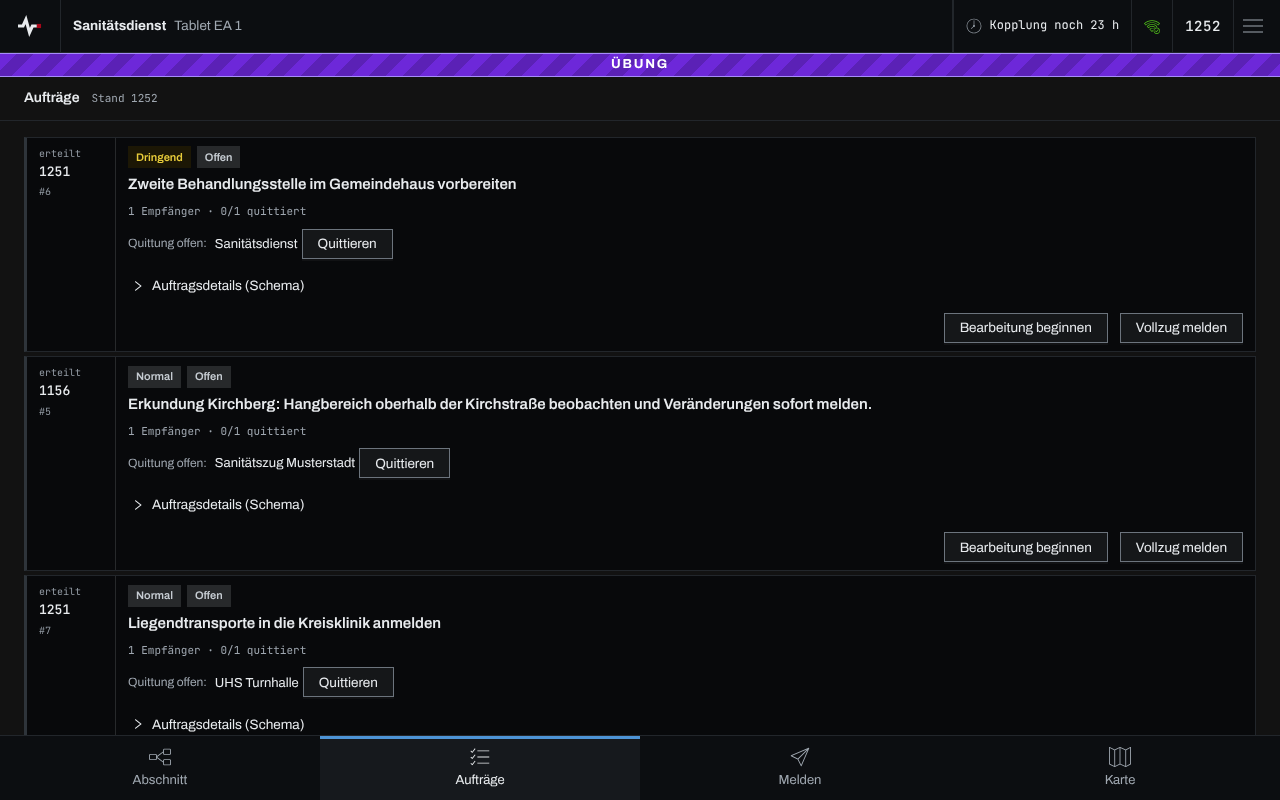 Sanitätsdienst Tablet EA 1
Kopplung noch 23 h
1252
ÜBUNG
Aufträge Stand 1252
erteilt
1251
#6
Dringend Offen
Zweite Behandlungsstelle im Gemeindehaus vorbereiten
1 Empfänger · 0/1 quittiert
Quittung offen: Sanitätsdienst Quittieren
Auftragsdetails (Schema)
Bearbeitung beginnen Vollzug melden
erteilt
1156
#5
Normal Offen
Erkundung Kirchberg: Hangbereich oberhalb der Kirchstraße beobachten und Veränderungen sofort melden.
1 Empfänger · 0/1 quittiert
Quittung offen: Sanitätszug Musterstadt Quittieren
Auftragsdetails (Schema)
Bearbeitung beginnen Vollzug melden
erteilt
1251
#7
Normal Offen
Liegendtransporte in die Kreisklinik anmelden
1 Empfänger · 0/1 quittiert
Quittung offen: UHS Turnhalle Quittieren
Auftragsdetails (Schema)
Abschnitt Aufträge Melden Karte